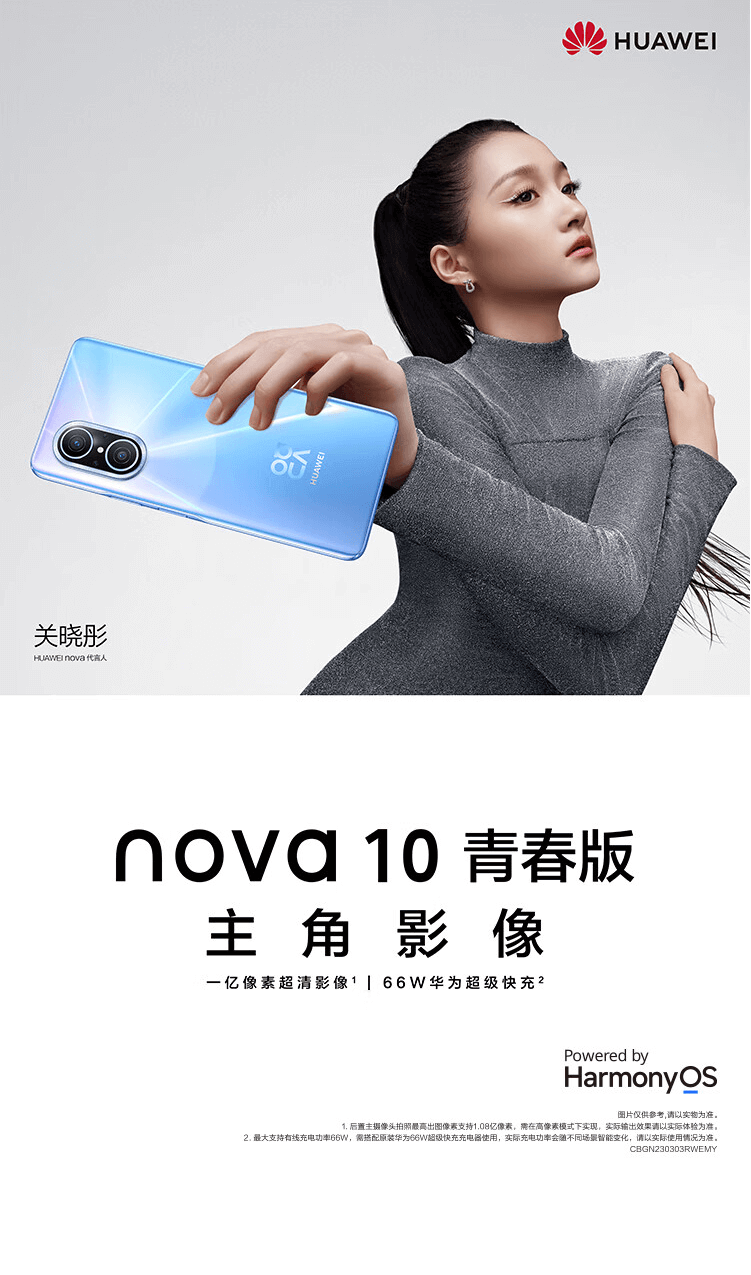 HUAWEI
nova
HUAWEI
关晓彤
HUAWEI nova 代言人
nova 10 青春版
主角影像
一亿像素超清影像¹ | 66W华为超级快充²
Powered by
HarmonyOS
图片仅供参考,请以实物为准。
1. 后置主摄像头拍照最高出图像素支持1.08亿像素，需在高像素模式下实现，实际输出效果请以实际体验为准。
2. 最大支持有线充电功率66W，需搭配原装华为66W超级快充充电器使用，实际充电功率会随不同场景智能变化，请以实际使用情况为准。
CBGN230303RWEMY